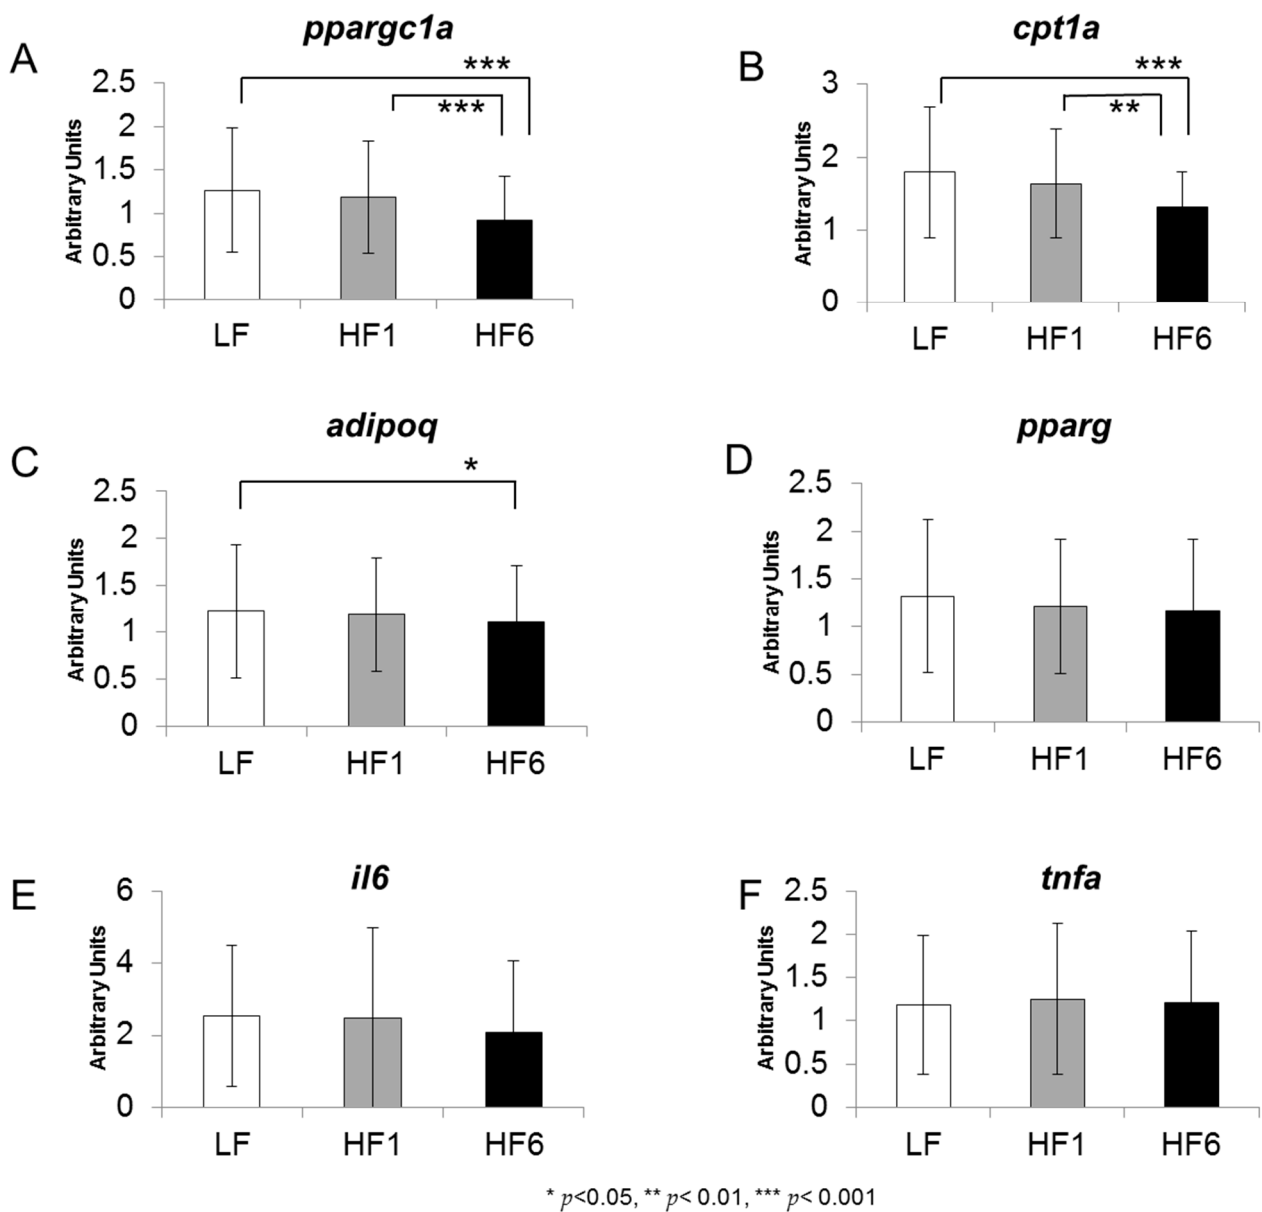 A
ppargc1a
Arbitrary Units
2.5
2
1.5
1
0.5
0
***
***
LF HF1 HF6
B
cpt1a
Arbitrary Units
3
2
1
0
***
**
LF HF1 HF6
C
adipoq
Arbitrary Units
2.5
2
1.5
1
0.5
0
*
LF HF1 HF6
D
pparg
Arbitrary Units
2.5
2
1.5
1
0.5
0
LF HF1 HF6
E
il6
Arbitrary Units
6
4
2
0
LF HF1 HF6
F
tnfa
Arbitrary Units
2.5
2
1.5
1
0.5
0
LF HF1 HF6
* p<0.05, ** p< 0.01, *** p< 0.001